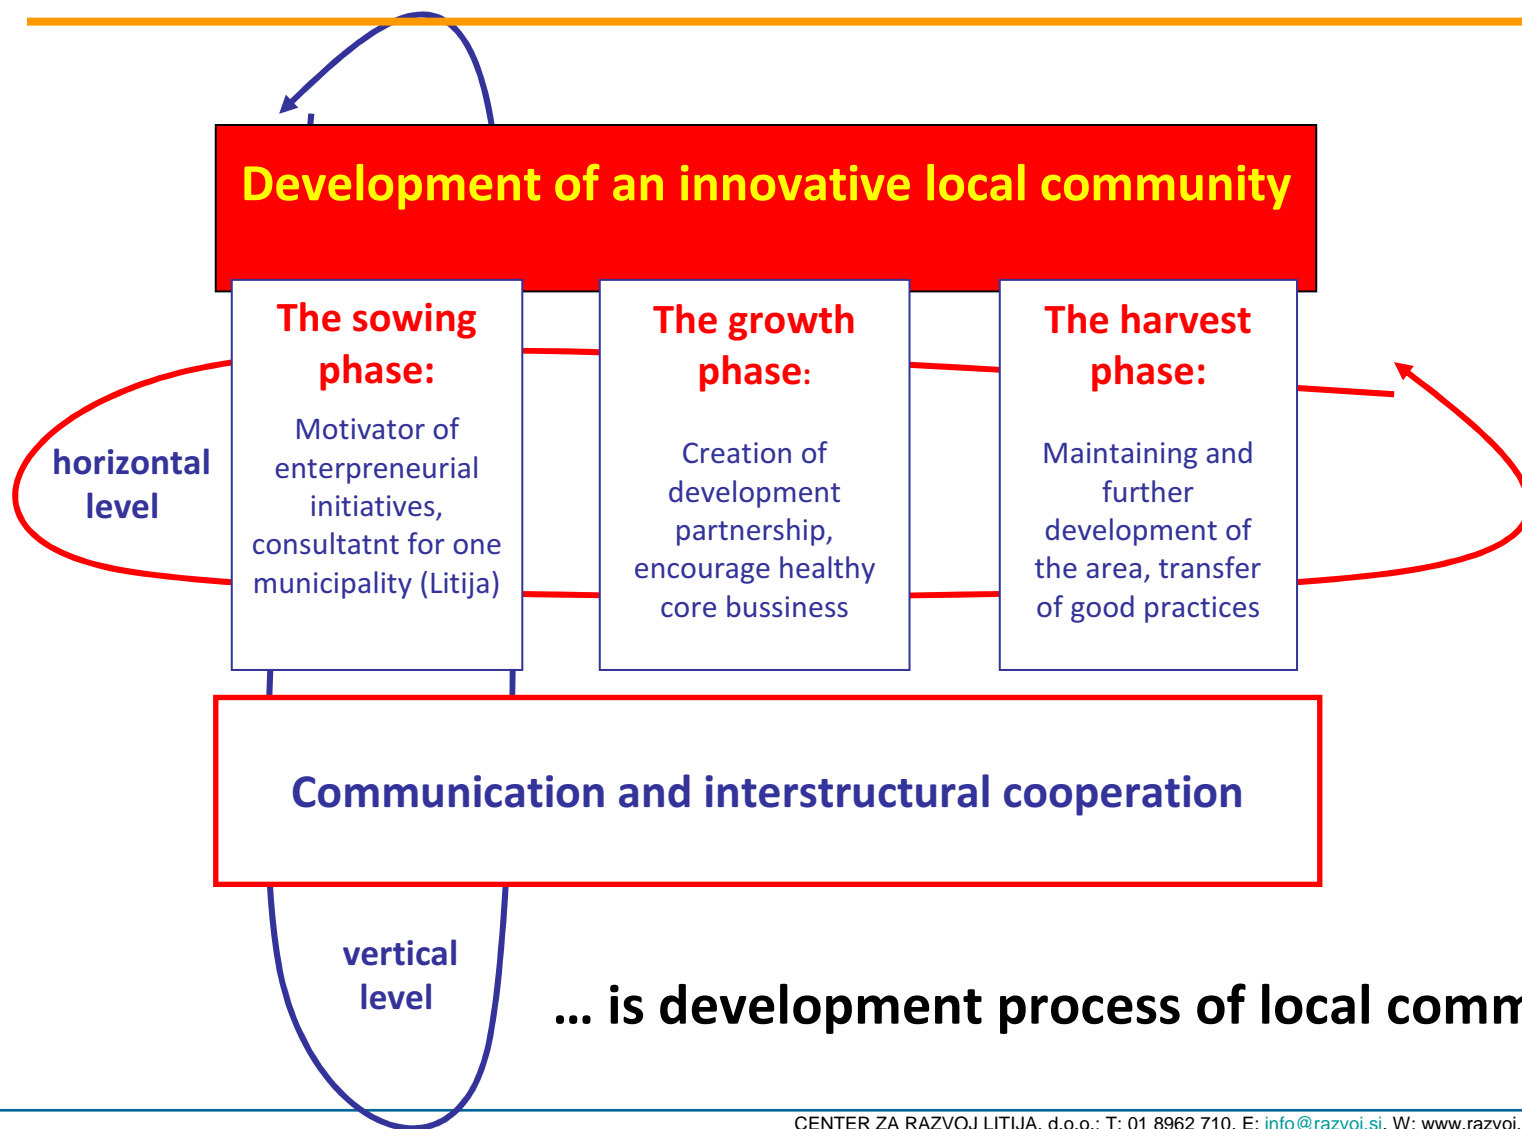 Development of an innovative local community
The sowing
phase:
Motivator of
enterpreneurial
initiatives,
consultatnt for one
municipality (Litija)
The growth
phase:
Creation of
development
partnership,
encourage healthy
core bussiness
The harvest
phase:
Maintaining and
further
development of
the area, transfer
of good practices
horizontal
level
Communication and interstructural cooperation
vertical
level
... is development process of local
CENTER ZA RAZVOJ LITIJA, d.o.o.; T: 01 8962 710, E: info@razvoj.si, W: www.razvoj.